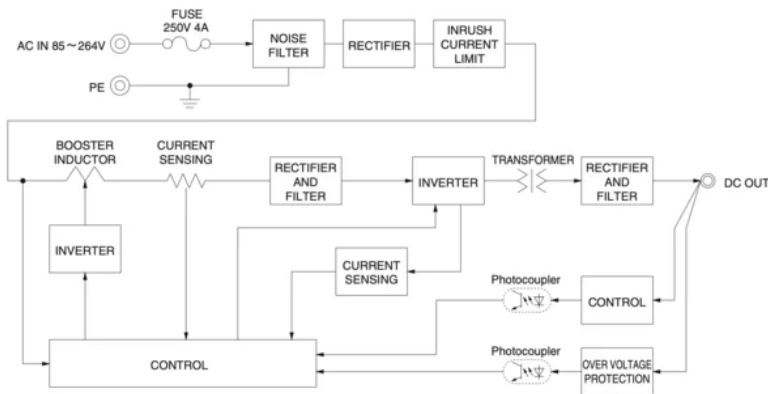 FUSE
250V 4A
AC IN 85～264V
NOISE
FILTER
RECTIFIER
INRUSH
CURRENT
LIMIT
PE
BOOSTER
INDUCTOR
CURRENT
SENSING
RECTIFIER
AND
FILTER
INVERTER
TRANSFORMER
RECTIFIER
AND
FILTER
DC OUT
INVERTER
CURRENT
SENSING
Photocoupler
CONTROL
CONTROL
Photocoupler
OVER VOLTAGE
PROTECTION